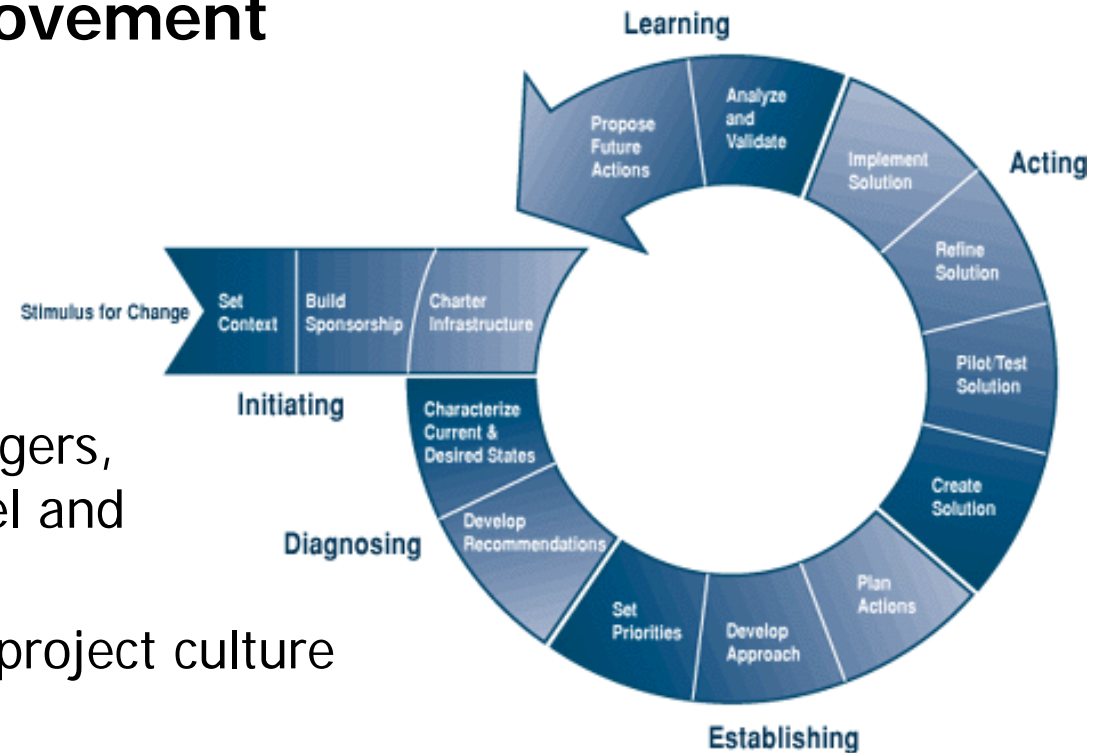 ovement
Learning
Analyze
and
Validate
Propose
Future
Actions
Implement
Solution
Acting
Refine
Solution
Stimulus for Change
Set
Context
Build
Sponsorship
Charter
Infrastructure
Pilot/Test
Solution
Initiating
Characterize
Current &
Desired States
gers,
el and
Create
Solution
Diagnosing
Develop
Recommendations
Plan
Actions
Set
Priorities
Develop
Approach
project culture
Establishing